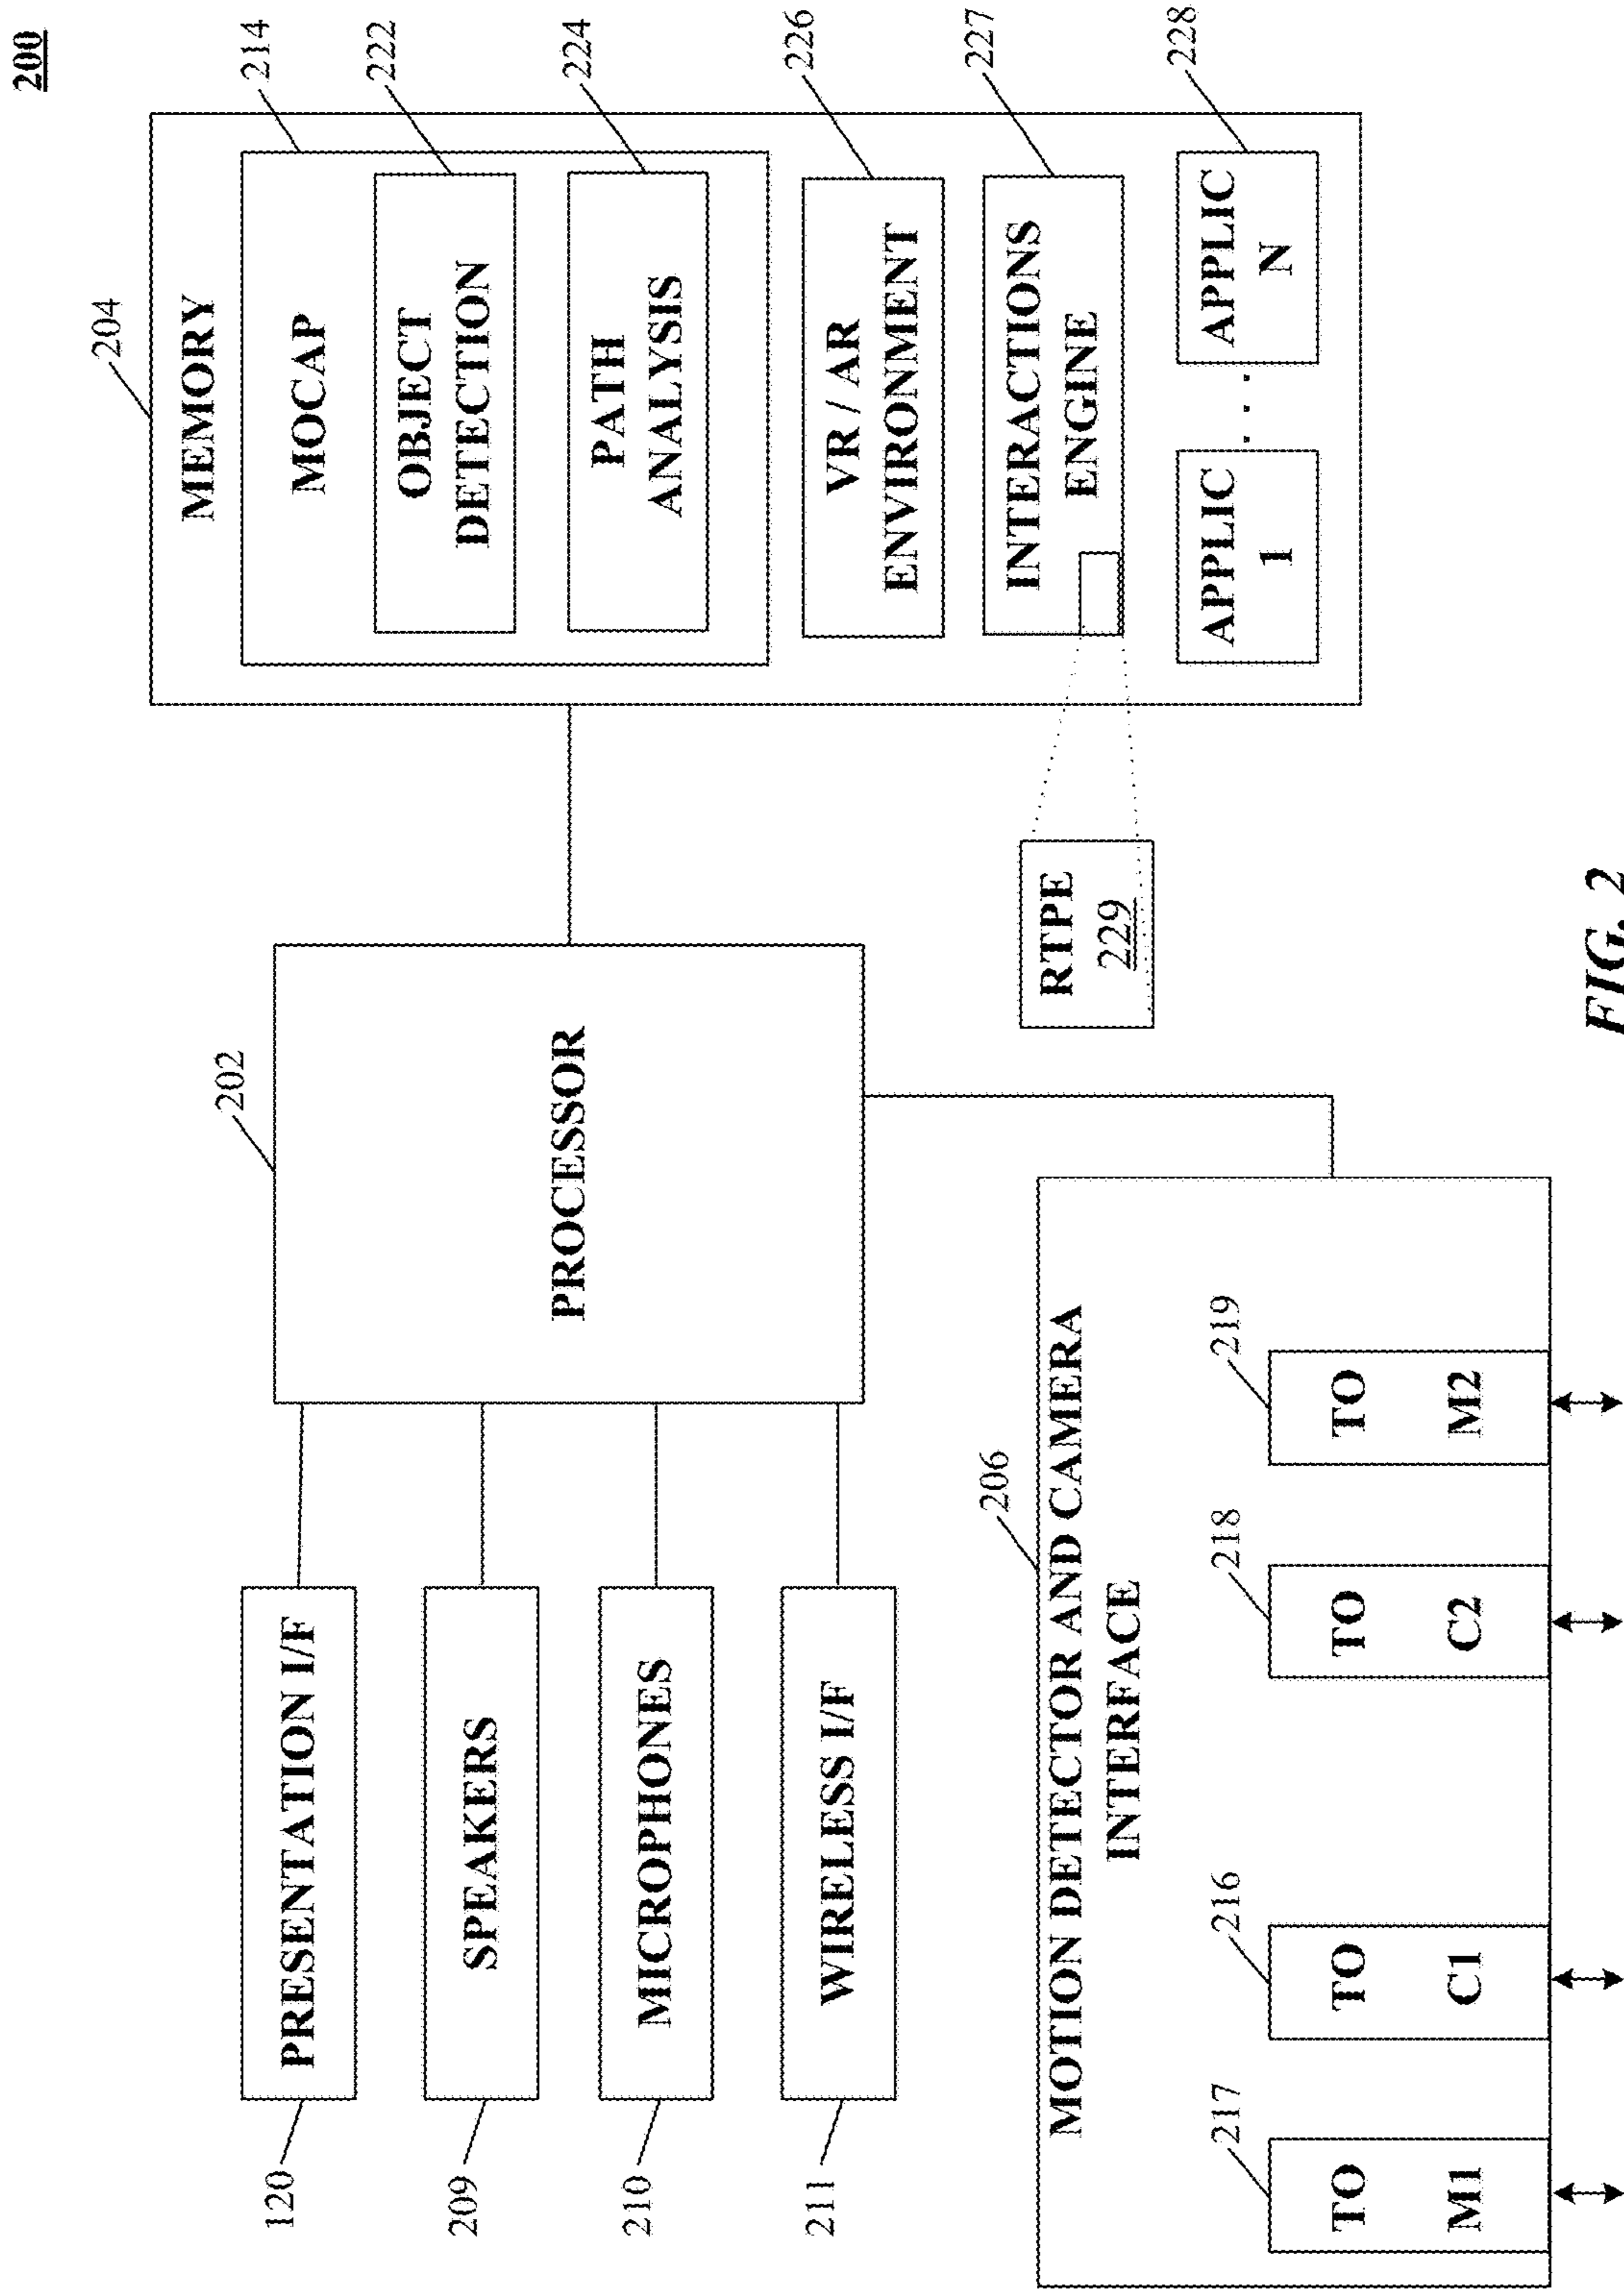 200
204
MEMORY
214
MOCAP
222
OBJECT
DETECTION
224
PATH
ANALYSIS
226
VR / AR
ENVIRONMENT
227
INTERACTIONS
ENGINE
228
APPLIC
1
. . .
APPLIC
N
202
PROCESSOR
RTPE
229
120
PRESENTATION I/F
209
SPEAKERS
210
MICROPHONES
211
WIRELESS I/F
206
MOTION DETECTOR AND CAMERA
INTERFACE
217
TO
M1
216
TO
C1
218
TO
C2
219
TO
M2
FIG. 2